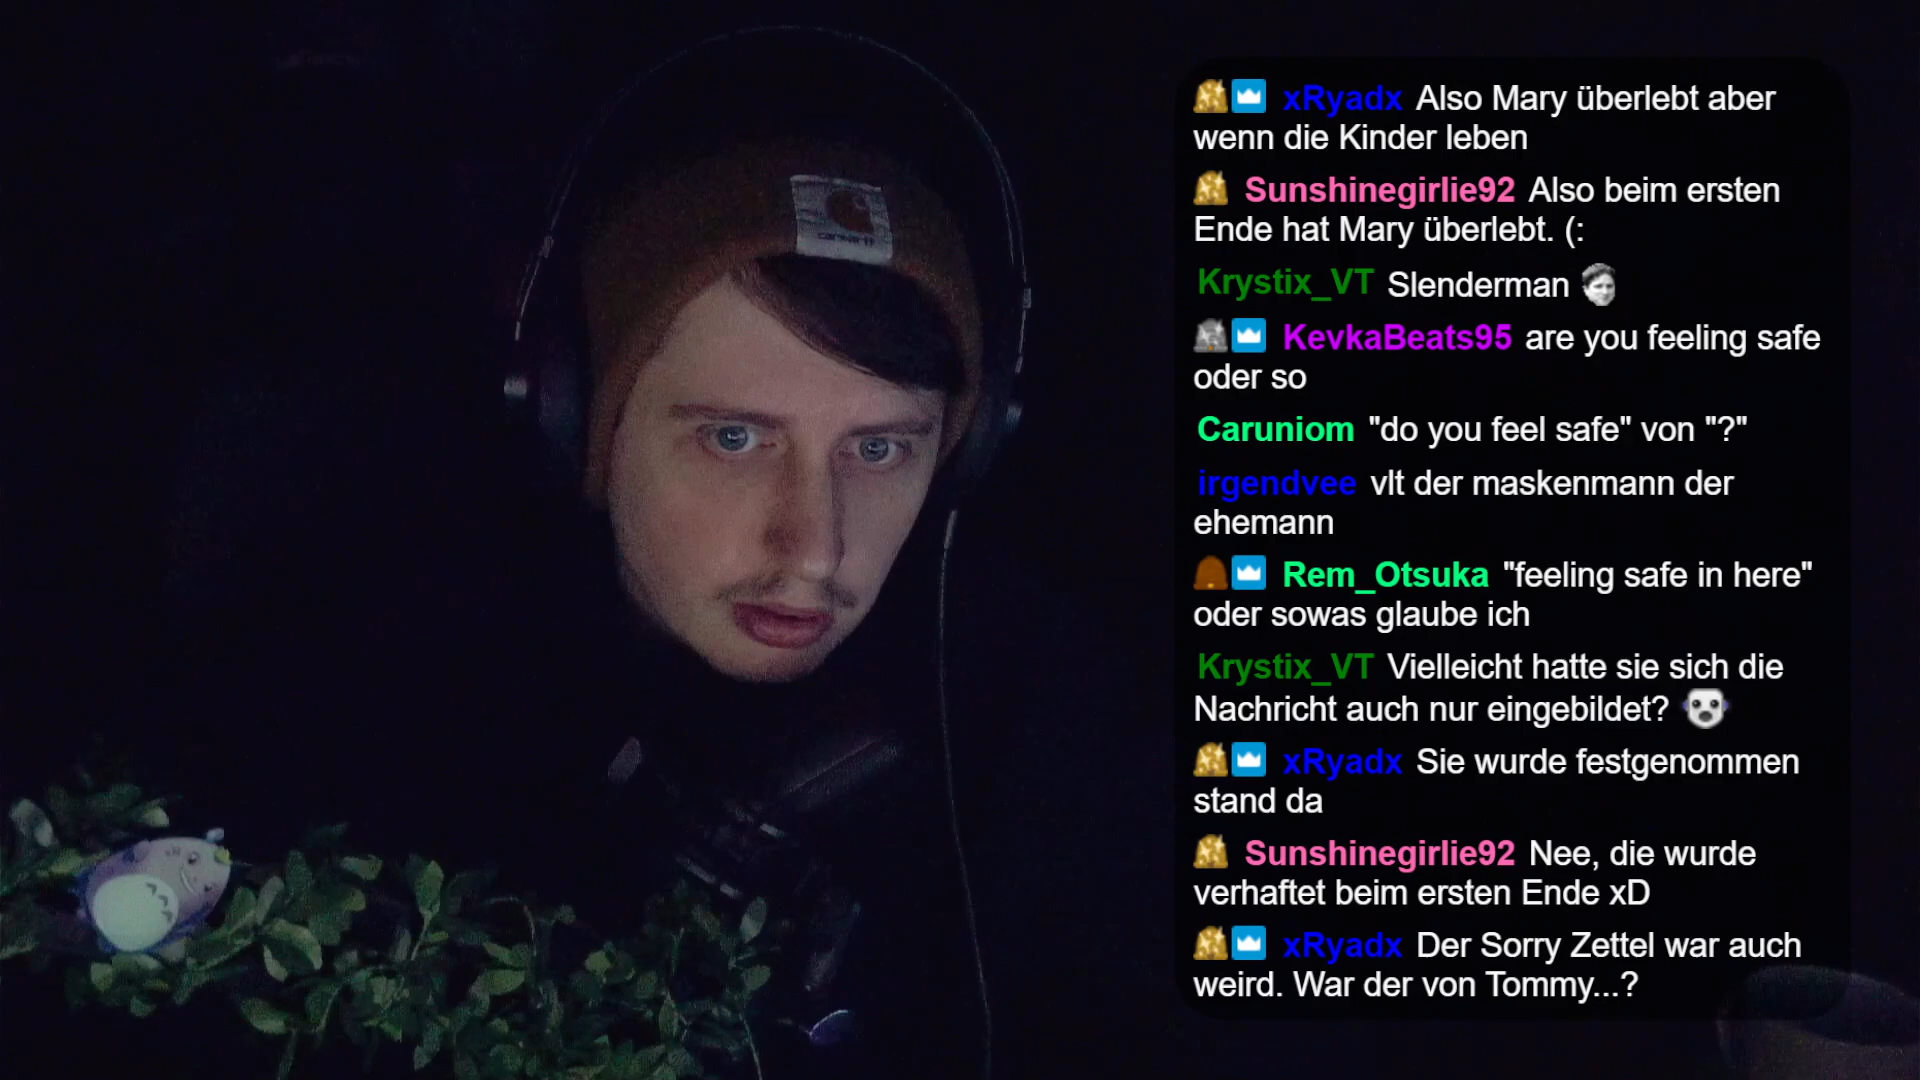 carhartt
xRyadx Also Mary überlebt aber
wenn die Kinder leben
Sunshinegirlie92 Also beim ersten
Ende hat Mary überlebt. (:
Krystix_VT Slenderman
KevkaBeats95 are you feeling safe
oder so
Caruniom "do you feel safe" von "?"
irgendvee vlt der maskenmann der
ehemann
Rem_Otsuka "feeling safe in here"
oder sowas glaube ich
Krystix_VT Vielleicht hatte sie sich die
Nachricht auch nur eingebildet?
xRyadx Sie wurde festgenommen
stand da
Sunshinegirlie92 Nee, die wurde
verhaftet beim ersten Ende xD
xRyadx Der Sorry Zettel war auch
weird. War der von Tommy...?